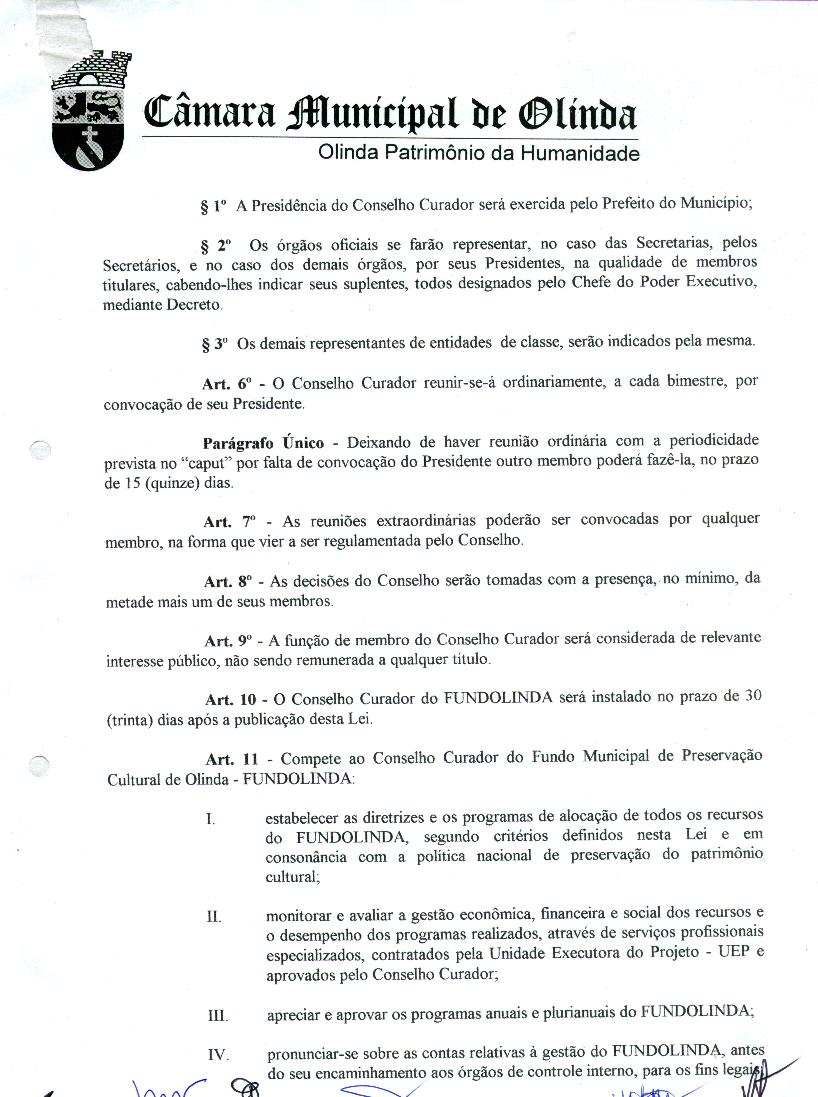 Câmara Municipal de Olinda
Olinda Patrimônio da Humanidade
§ 1º A Presidência do Conselho Curador será exercida pelo Prefeito do Município;
§ 2º Os órgãos oficiais se farão representar, no caso das Secretarias, pelos
Secretários, e no caso dos demais órgãos, por seus Presidentes, na qualidade de membros
titulares, cabendo-lhes indicar seus suplentes, todos designados pelo Chefe do Poder Executivo,
mediante Decreto.
§ 3º Os demais representantes de entidades de classe, serão indicados pela mesma.
Art. 6º - O Conselho Curador reunir-se-á ordinariamente, a cada bimestre, por
convocação de seu Presidente.
Parágrafo Único - Deixando de haver reunião ordinária com a periodicidade
prevista no “caput” por falta de convocação do Presidente outro membro poderá fazê-la, no prazo
de 15 (quinze) dias.
Art. 7º - As reuniões extraordinárias poderão ser convocadas por qualquer
membro, na forma que vier a ser regulamentada pelo Conselho.
Art. 8º - As decisões do Conselho serão tomadas com a presença, no mínimo, da
metade mais um de seus membros.
Art. 9º - A função de membro do Conselho Curador será considerada de relevante
interesse público, não sendo remunerada a qualquer título.
Art. 10 - O Conselho Curador do FUNDOLINDA será instalado no prazo de 30
(trinta) dias após a publicação desta Lei.
Art. 11 - Compete ao Conselho Curador do Fundo Municipal de Preservação
Cultural de Olinda - FUNDOLINDA:
I. estabelecer as diretrizes e os programas de alocação de todos os recursos
do FUNDOLINDA, segundo critérios definidos nesta Lei e em
consonância com a política nacional de preservação do patrimônio
cultural;
II. monitorar e avaliar a gestão econômica, financeira e social dos recursos e
o desempenho dos programas realizados, através de serviços profissionais
especializados, contratados pela Unidade Executora do Projeto - UEP e
aprovados pelo Conselho Curador;
III. apreciar e aprovar os programas anuais e plurianuais do FUNDOLINDA;
IV. pronunciar-se sobre as contas relativas à gestão do FUNDOLINDA, antes
do seu encaminhamento aos órgãos de controle interno, para os fins legais;